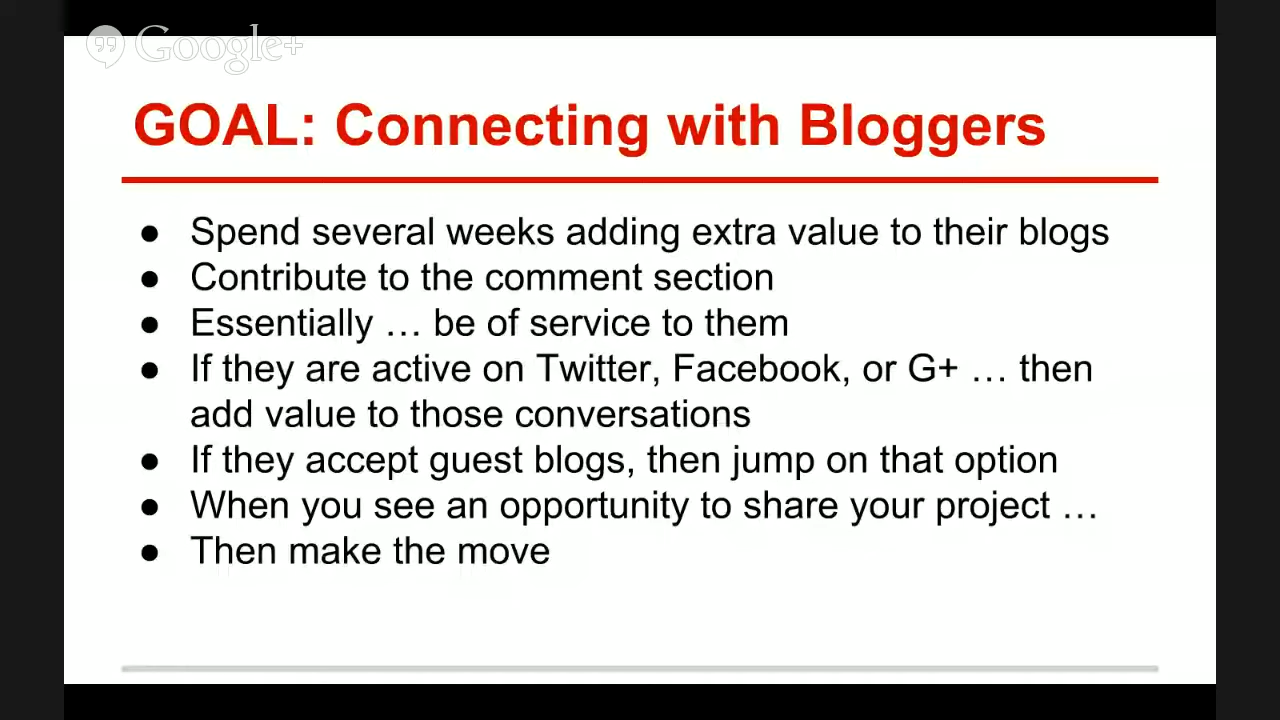 Google+
GOAL: Connecting with Bloggers
● Spend several weeks adding extra value to their blogs
● Contribute to the comment section
● Essentially … be of service to them
● If they are active on Twitter, Facebook, or G+ … then
add value to those conversations
● If they accept guest blogs, then jump on that option
● When you see an opportunity to share your project …
● Then make the move